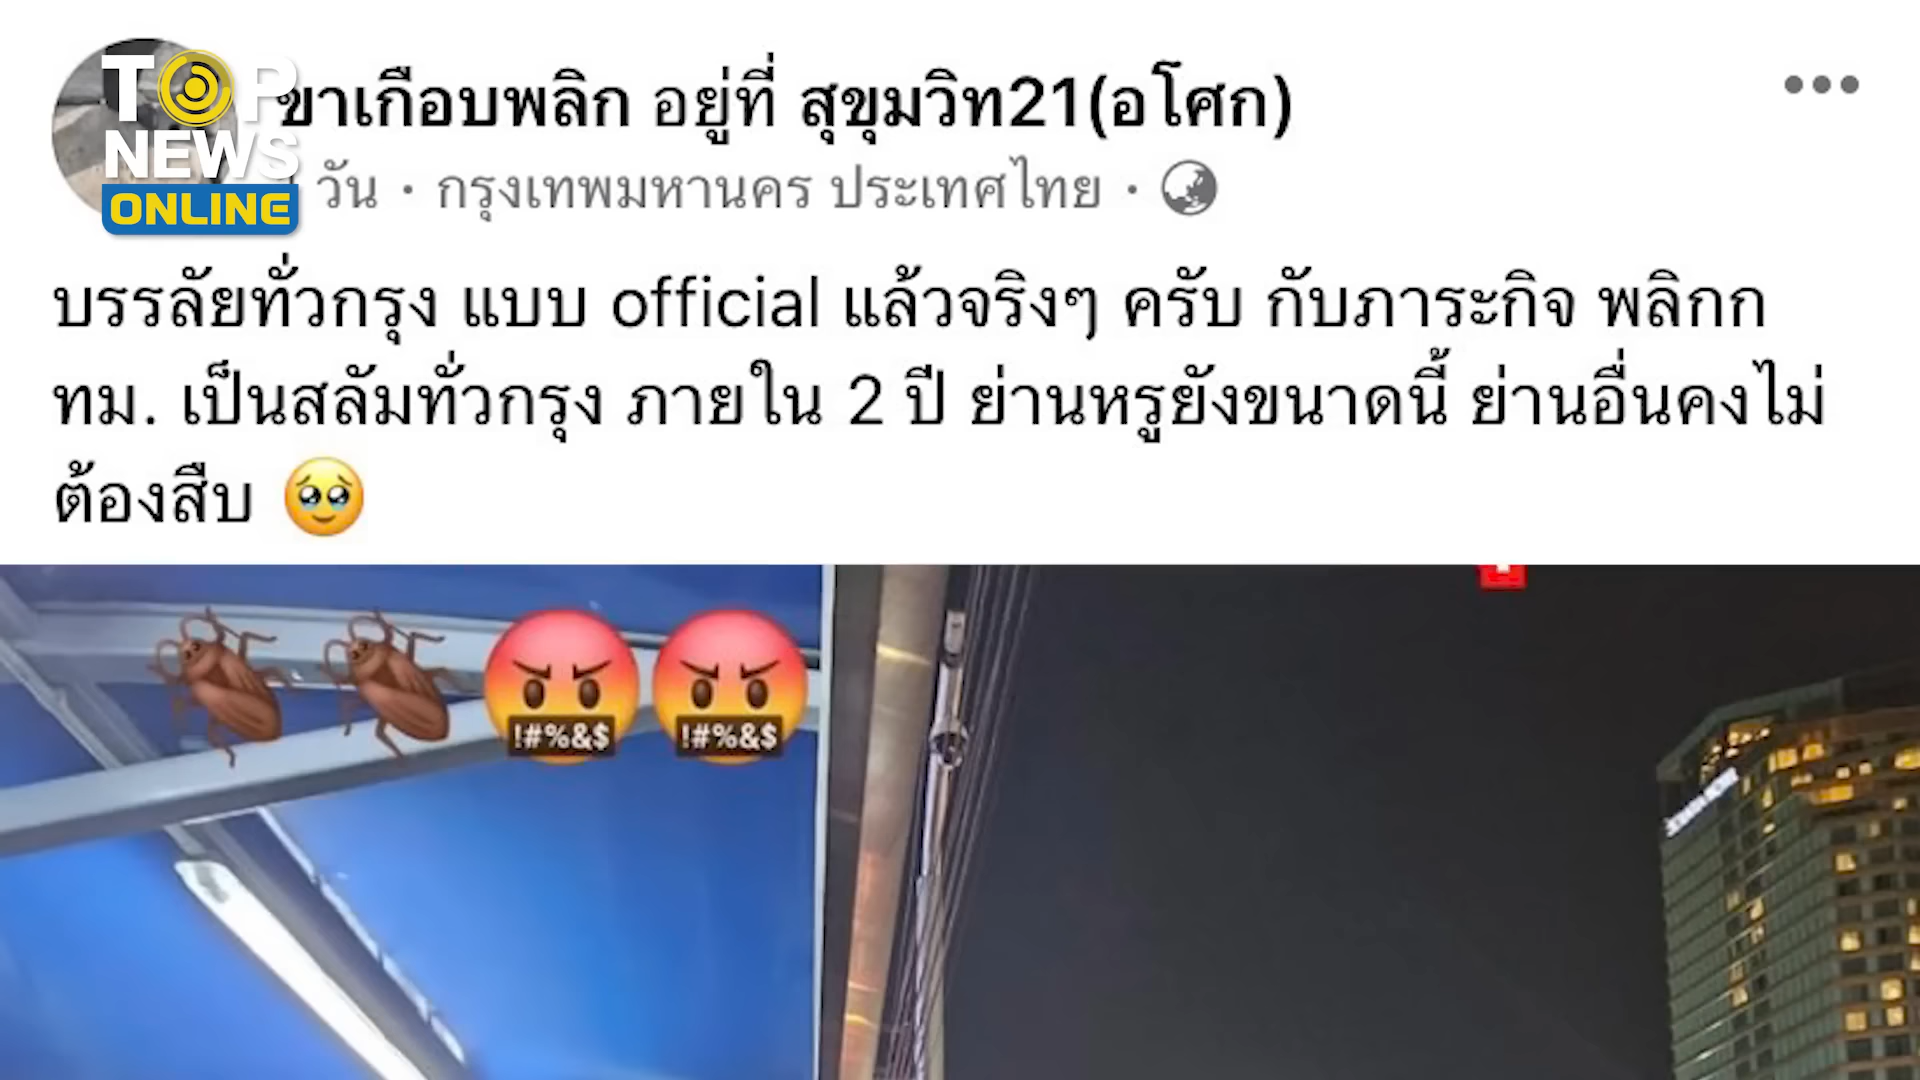 TOP
NEWS
ONLINE
ขาเกือบพลิก อยู่ที่ สุขุมวิท21(อโศก)
วัน · กรุงเทพมหานคร ประเทศไทย ·
บรรลัยทั่วกรุง แบบ official แล้วจริงๆ ครับ กับภาระกิจ พลิกก
ทม. เป็นสลัมทั่วกรุง ภายใน 2 ปี ย่านหรูยังขนาดนี้ ย่านอื่นคงไม่
ต้องสืบ 🥹
!#%&$ !#%&$